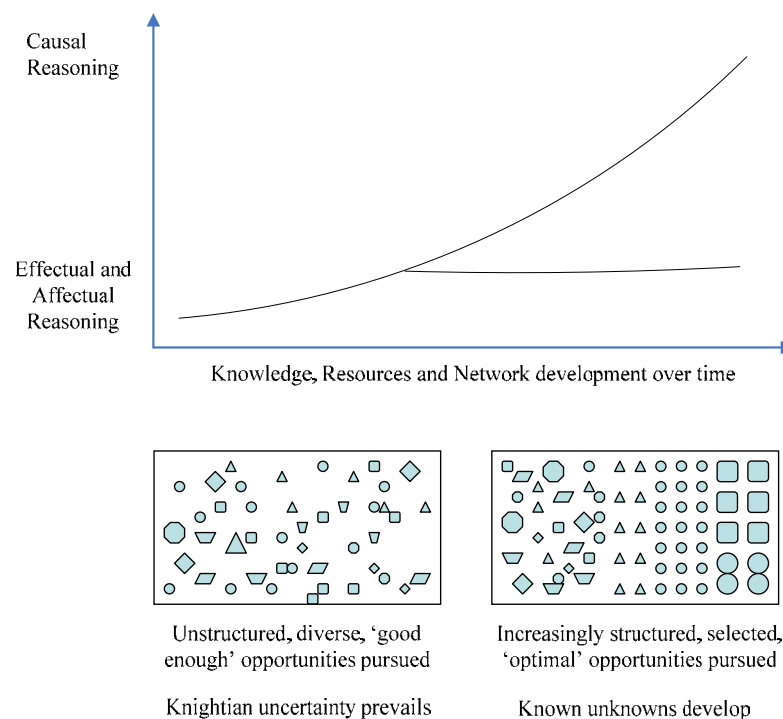 Causal
Reasoning
Effectual and
Affectual
Reasoning
Knowledge, Resources and Network development over time
Unstructured, diverse, ‘good
enough’ opportunities pursued
Knightian uncertainty prevails
Increasingly structured, selected,
‘optimal’ opportunities pursued
Known unknowns develop